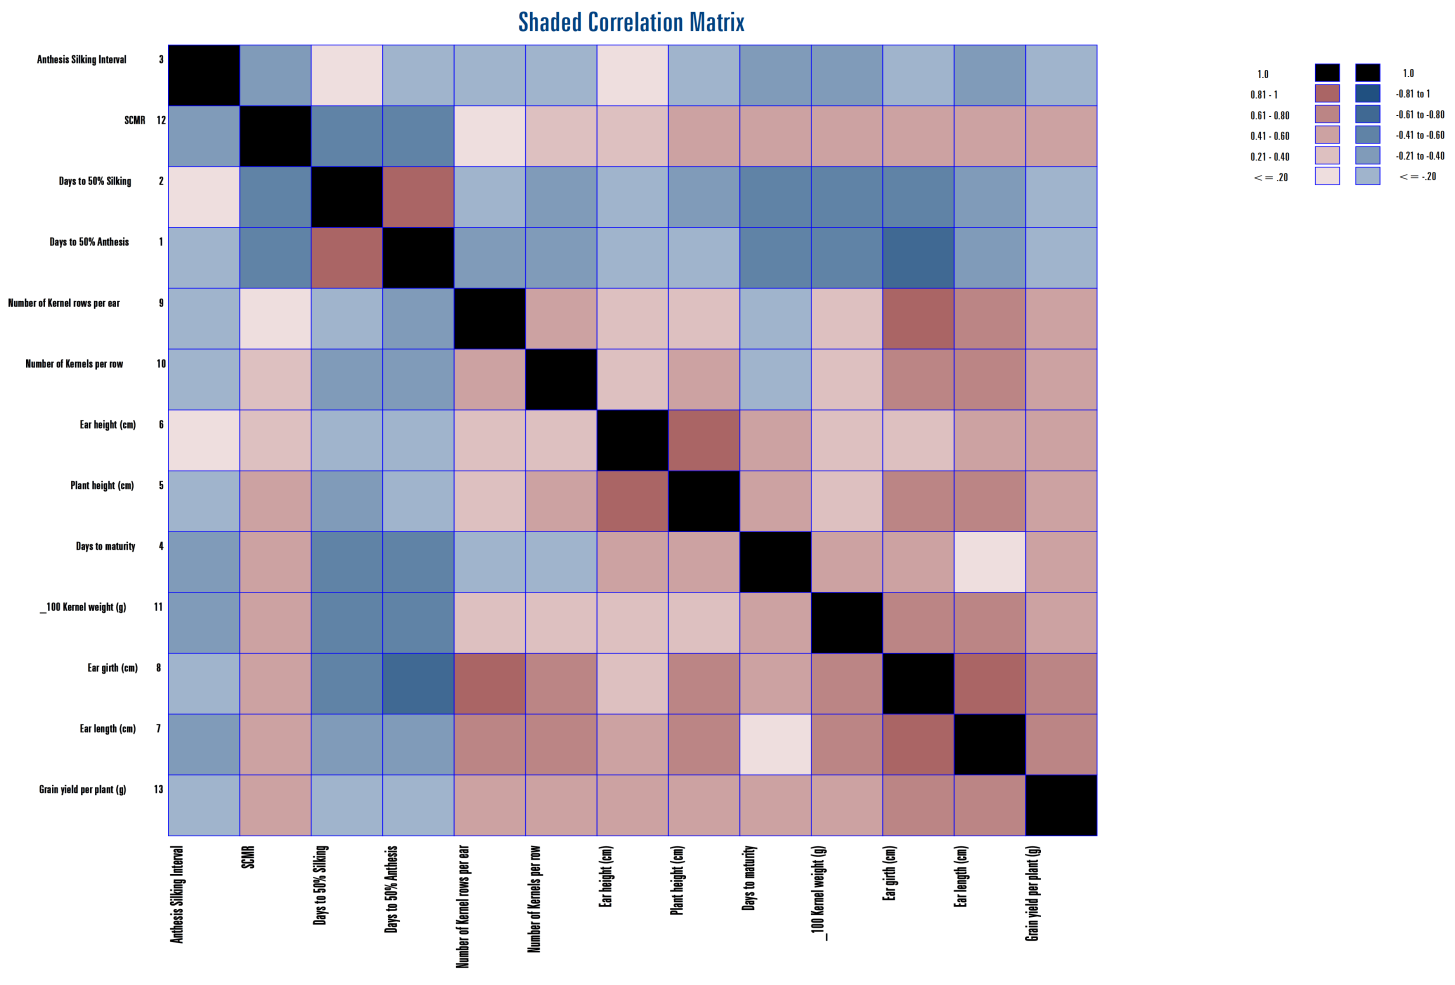 Shaded Correlation Matrix
Anthesis Silking Interval 3
SCMR 12
Days to 50% Silking 2
Days to 50% Anthesis 1
Number of Kernel rows per ear 9
Number of Kernels per row 10
Ear height (cm) 6
Plant height (cm) 5
Days to maturity 4
_100 Kernel weight (g) 11
Ear girth (cm) 8
Ear length (cm) 7
Grain yield per plant (g) 13
Anthesis Silking Interval
SCMR
Days to 50% Silking
Days to 50% Anthesis
Number of Kernel rows per ear
Number of Kernels per row
Ear height (cm)
Plant height (cm)
Days to maturity
_100 Kernel weight (g)
Ear girth (cm)
Ear length (cm)
Grain yield per plant (g)
1.0 1.0
0.81 - 1 -0.81 to 1
0.61 - 0.80 -0.61 to -0.80
0.41 - 0.60 -0.41 to -0.60
0.21 - 0.40 -0.21 to -0.40
<= .20 <= -.20